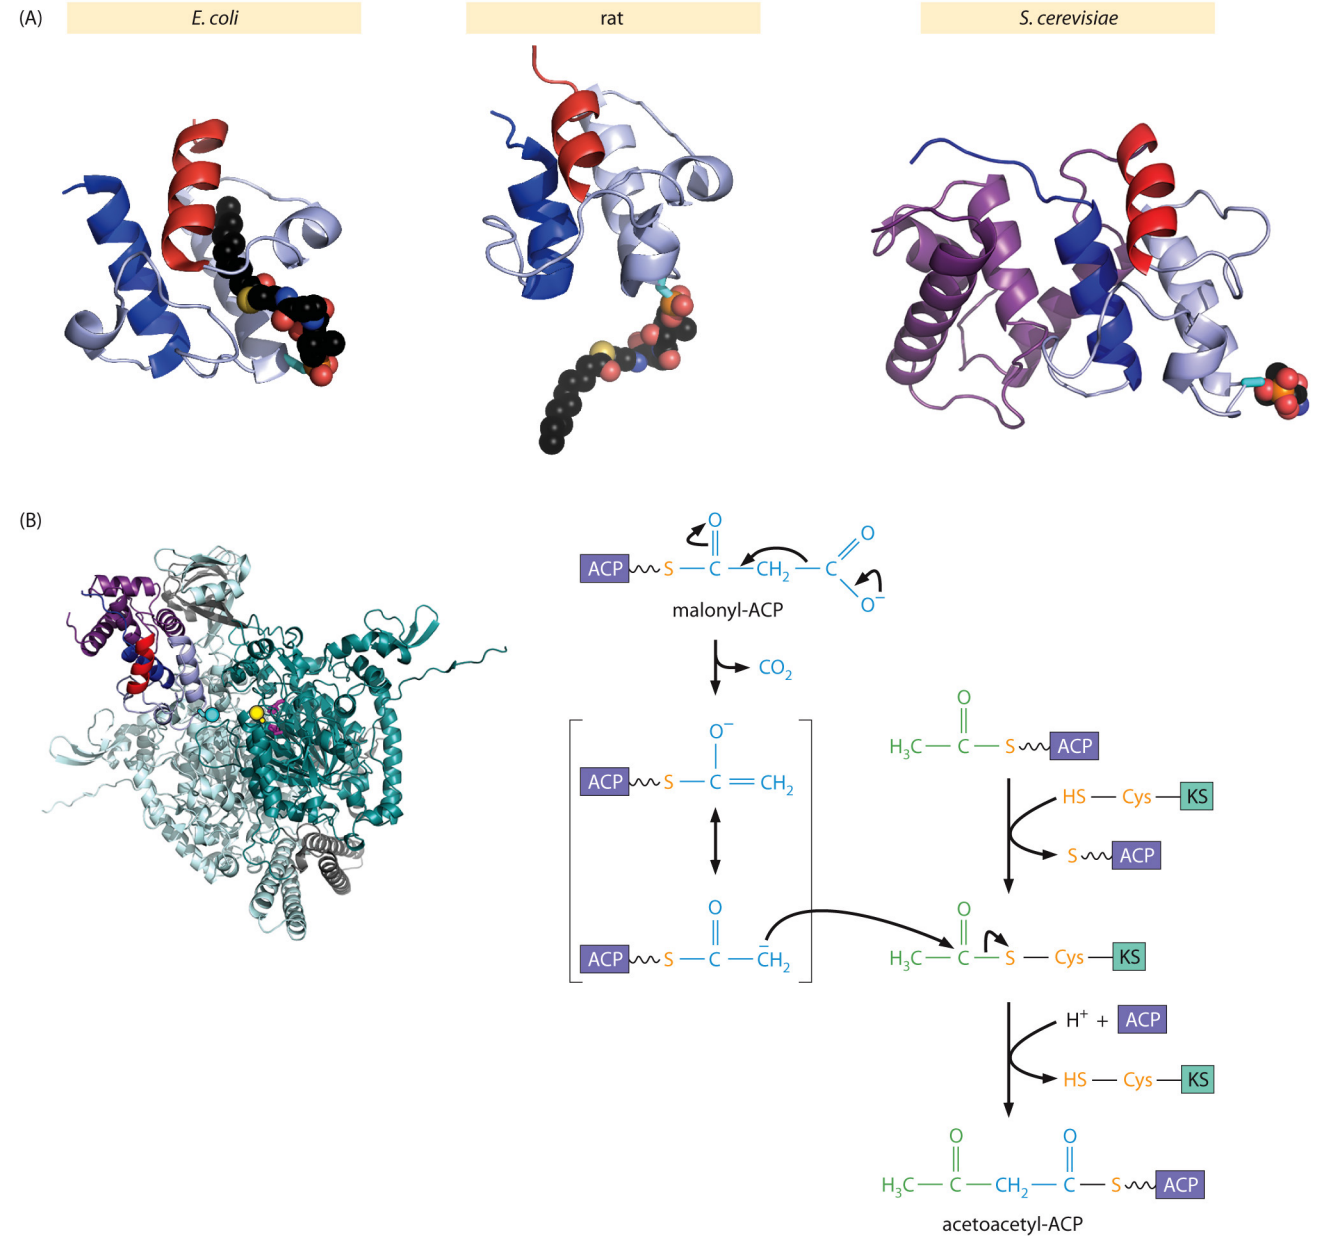 (A)
E. coli
rat
S. cerevisiae
(B)
O
O
ACP S C CH2 C
O−
malonyl-ACP
CO2
O−
ACP S C CH2
O
H3C C S ACP
HS Cys KS
S ACP
O
ACP S C CH2
−
O
H3C C S Cys KS
H+ + ACP
HS Cys KS
O O
H3C C CH2 C S ACP
acetoacetyl-ACP